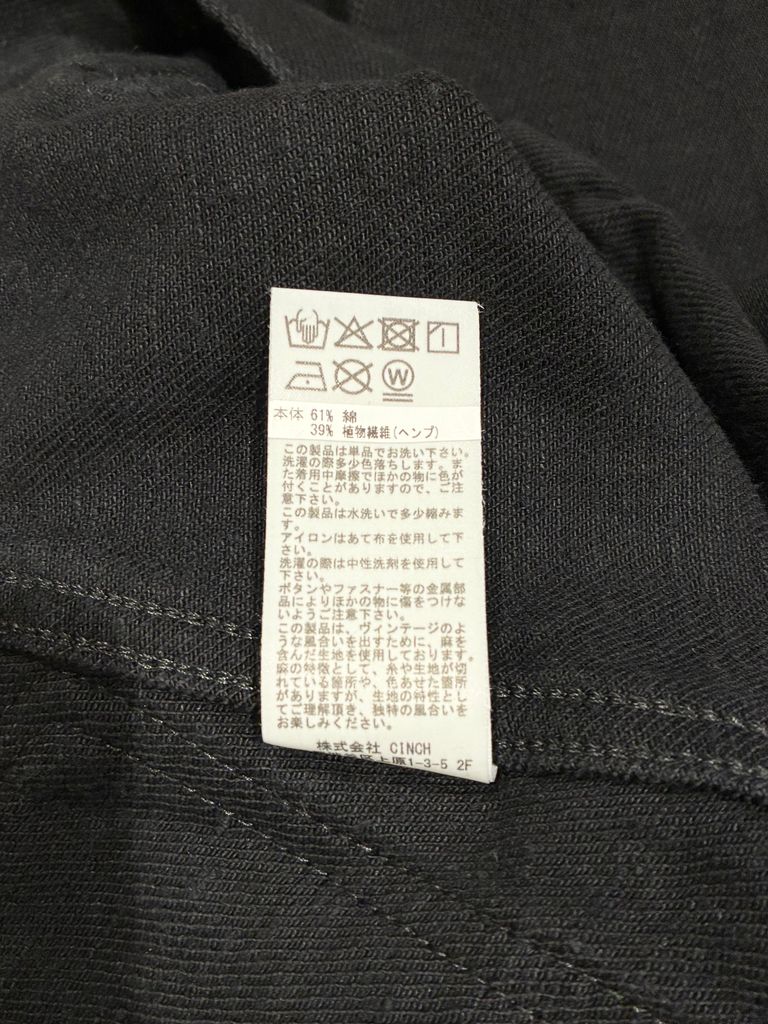 W
本体 61% 綿
39% 植物繊維(ヘンプ)
この製品は単品でお洗い下さい。
洗濯の際多少色落ちします。ま
た着用中摩擦でほかの物に色が
付くことがありますので、ご注
意下さい。
この製品は水洗いで多少縮みま
す。
アイロンはあて布を使用して下
さい。
洗濯の際は中性洗剤を使用して
下さい。
ボタンやファスナー等の金属部
品によりほかの物に傷をつけな
いようご注意下さい。
この製品は、ヴィンテージのよ
うな風合いを出すために、麻を
含んだ生地を使用しております。
麻の特徴として、糸や生地が切
れている箇所や、色あせた箇所
がありますが、生地の特性とし
てご理解頂き、独特の風合いを
お楽しみください。
株式会社 CINCH
上原1-3-5 2F